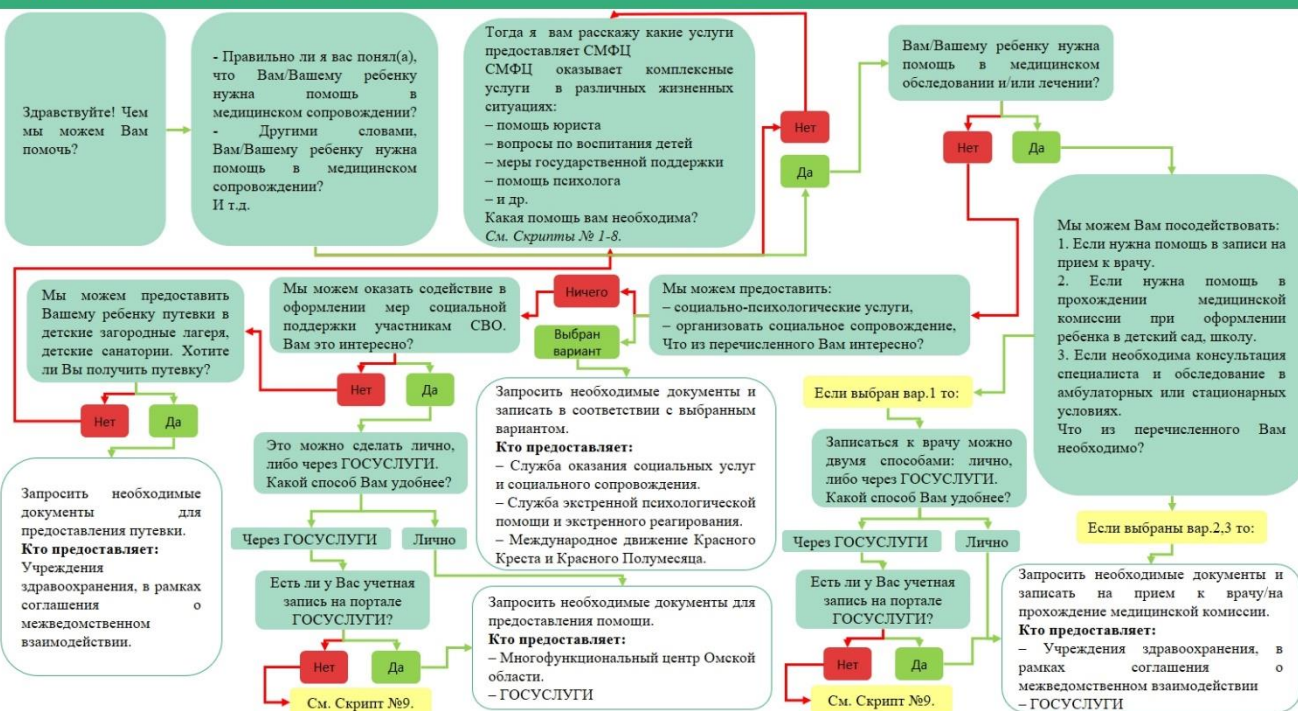 Здравствуйте! Чем
мы можем Вам
помочь?
- Правильно ли я вас понял(а),
что Вам/Вашему ребенку
нужна помощь в
медицинском сопровождении?
- Другими словами,
Вам/Вашему ребенку нужна
помощь в медицинском
сопровождении?
И т.д.
Тогда я вам расскажу какие услуги
предоставляет СМФЦ
СМФЦ оказывает комплексные
услуги в различных жизненных
ситуациях:
– помощь юриста
– вопросы по воспитания детей
– меры государственной поддержки
– помощь психолога
– и др.
Какая помощь вам необходима?
См. Скрипты № 1-8.
Нет
Да
Вам/Вашему ребенку нужна
помощь в медицинском
обследовании и/или лечении?
Нет
Да
Мы можем Вам посодействовать:
1. Если нужна помощь в записи на
прием к врачу.
2. Если нужна помощь в
прохождении медицинской
комиссии при оформлении
ребенка в детский сад, школу.
3. Если необходима консультация
специалиста и обследование в
амбулаторных или стационарных
условиях.
Что из перечисленного Вам
необходимо?
Мы можем предоставить
Вашему ребенку путевки в
детские загородные лагеря,
детские санатории. Хотите
ли Вы получить путевку?
Нет
Да
Запросить необходимые
документы для
предоставления путевки.
Кто предоставляет:
Учреждения
здравоохранения, в рамках
соглашения о
межведомственном
взаимодействии.
Мы можем оказать содействие в
оформлении мер социальной
поддержки участникам СВО.
Вам это интересно?
Нет
Да
Это можно сделать лично,
либо через ГОСУСЛУГИ.
Какой способ Вам удобнее?
Через ГОСУСЛУГИ
Лично
Есть ли у Вас учетная
запись на портале
ГОСУСЛУГИ?
Нет
Да
См. Скрипт №9.
Запросить необходимые документы для
предоставления помощи.
Кто предоставляет:
– Многофункциональный центр Омской
области.
– ГОСУСЛУГИ
Ничего
Выбран
вариант
Мы можем предоставить:
– социально-психологические услуги,
– организовать социальное сопровождение,
Что из перечисленного Вам интересно?
Запросить необходимые документы и
записать в соответствии с выбранным
вариантом.
Кто предоставляет:
– Служба оказания социальных услуг
и социального сопровождения.
– Служба экстренной психологической
помощи и экстренного реагирования.
– Международное движение Красного
Креста и Красного Полумесяца.
Если выбран вар.1 то:
Записаться к врачу можно
двумя способами: лично,
либо через ГОСУСЛУГИ.
Какой способ Вам удобнее?
Через ГОСУСЛУГИ
Лично
Есть ли у Вас учетная
запись на портале
ГОСУСЛУГИ?
Нет
Да
См. Скрипт №9.
Если выбраны вар.2,3 то:
Запросить необходимые документы и
записать на прием к врачу/на
прохождение медицинской комиссии.
Кто предоставляет:
– Учреждения здравоохранения, в
рамках соглашения о
межведомственном взаимодействии
– ГОСУСЛУГИ